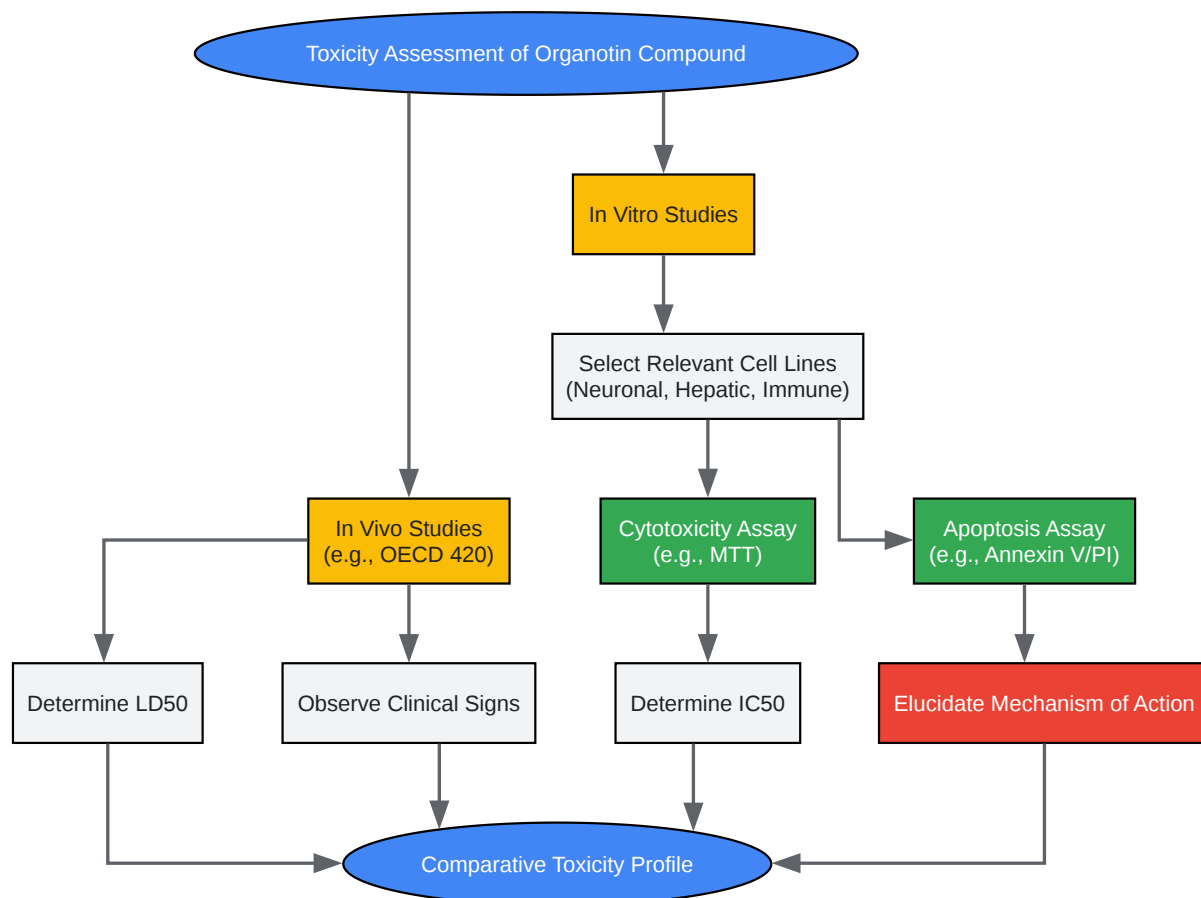 Toxicity Assessment of Organotin Compound
In Vitro Studies
Select Relevant Cell Lines
(Neuronal, Hepatic, Immune)
In Vivo Studies
(e.g., OECD 420)
Cytotoxicity Assay
(e.g., MTT)
Apoptosis Assay
(e.g., Annexin V/PI)
Determine LD50
Observe Clinical Signs
Determine IC50
Elucidate Mechanism of Action
Comparative Toxicity Profile